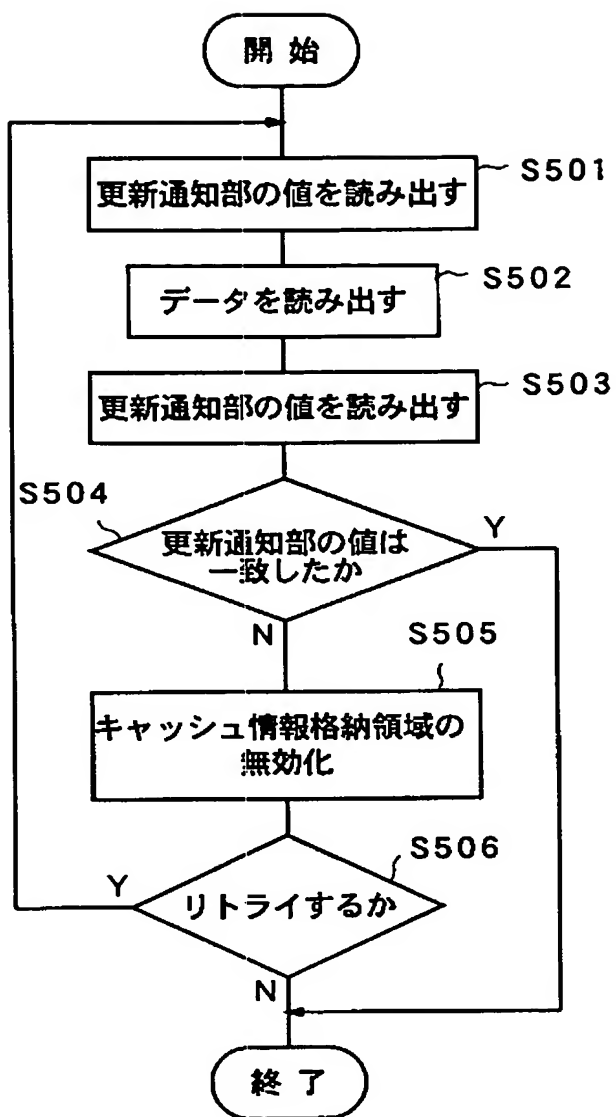 開始
更新通知部の値を読み出す
S501
データを読み出す
S502
更新通知部の値を読み出す
S503
S504
更新通知部の値は
一致したか
Y
N
S505
キャッシュ情報格納領域の
無効化
S506
Y
リトライするか
N
終了